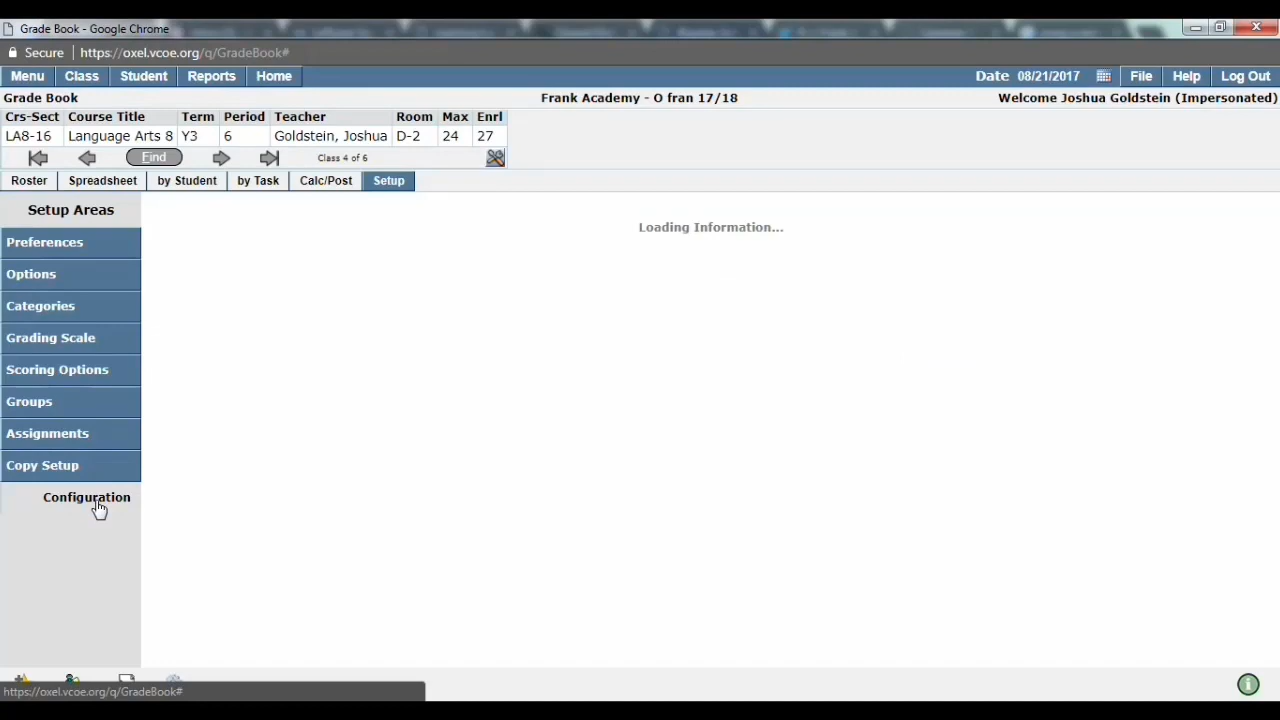 Grade Book - Google Chrome
Secure | https://oxel.vcoe.org/q/GradeBook#
Menu Class Student Reports Home Date 08/21/2017 File Help Log Out
Grade Book Frank Academy - O fran 17/18 Welcome Joshua Goldstein (Impersonated)
Crs-Sect Course Title Term Period Teacher Room Max Enrl
LA8-16 Language Arts 8 Y3 6 Goldstein, Joshua D-2 24 27
Find Class 4 of 6
Roster Spreadsheet by Student by Task Calc/Post Setup
Setup Areas
Loading Information...
Preferences
Options
Categories
Grading Scale
Scoring Options
Groups
Assignments
Copy Setup
Configuration
https://oxel.vcoe.org/q/GradeBook#